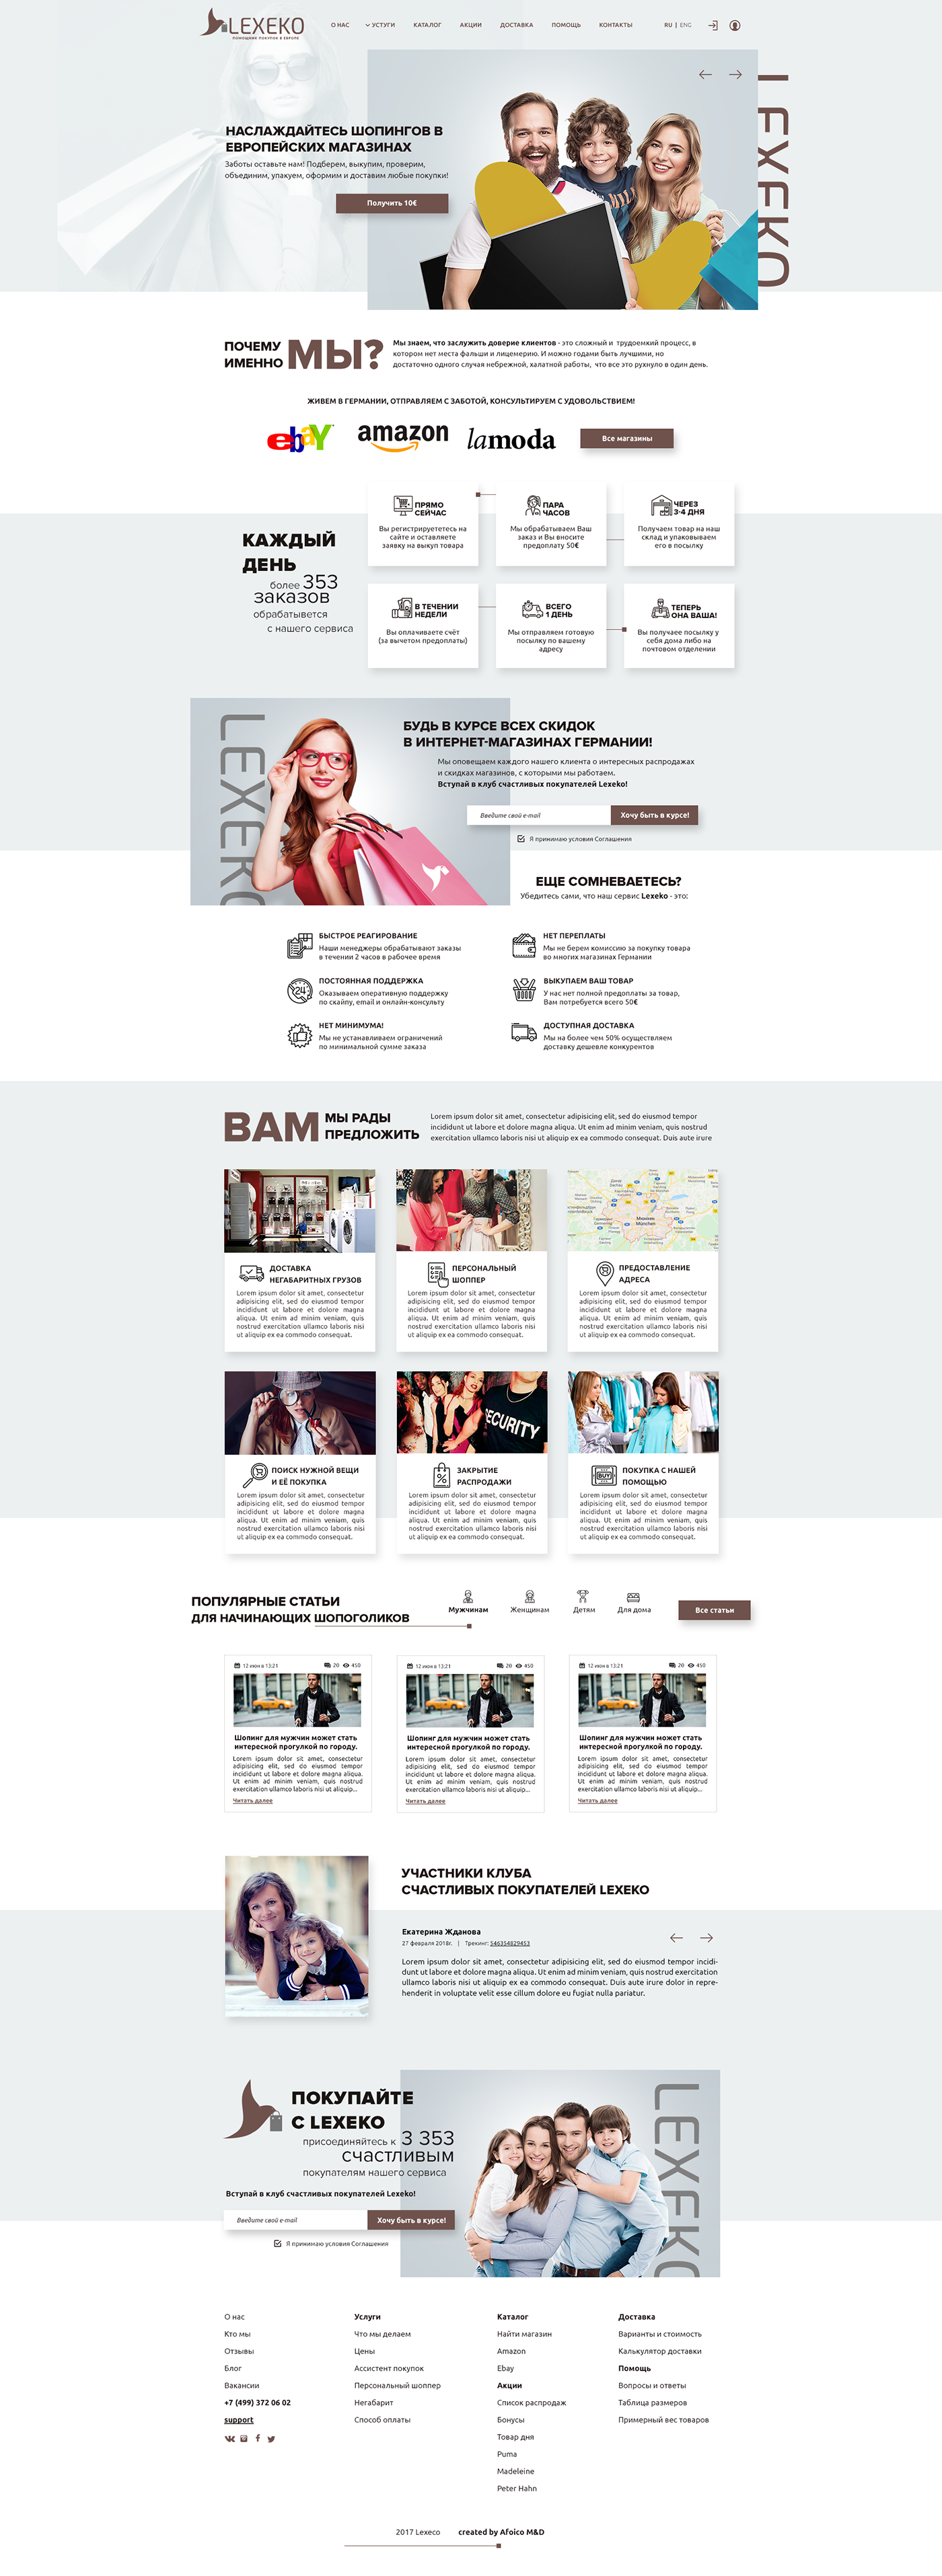 LEXEKO
ПОМОЩНИК ПОКУПОК В ЕВРОПЕ
О НАС
УСТУГИ
КАТАЛОГ
АКЦИИ
ДОСТАВКА
ПОМОЩЬ
КОНТАКТЫ
RU | ENG
НАСЛАЖДАЙТЕСЬ ШОПИНГОВ В
ЕВРОПЕЙСКИХ МАГАЗИНАХ
Заботы оставьте нам! Подберем, выкупим, проверим,
объединим, упакуем, оформим и доставим любые покупки!
Получить 10€
LEXEKO
ПОЧЕМУ
ИМЕННО
МЫ?
Мы знаем, что заслужить доверие клиентов - это сложный и трудоемкий процесс, в
котором нет места фальши и лицемерию. И можно годами быть лучшими, но
достаточно одного случая небрежной, халатной работы, что все это рухнуло в один день.
ЖИВЕМ В ГЕРМАНИИ, ОТПРАВЛЯЕМ С ЗАБОТОЙ, КОНСУЛЬТИРУЕМ С УДОВОЛЬСТВИЕМ!
ebaY
amazon
lamoda
Все магазины
КАЖДЫЙ
ДЕНЬ
более 353
заказов
обрабатывется
с нашего сервиса
ПРЯМО
СЕЙЧАС
Вы регистрируететесь на
сайте и оставляете
заявку на выкуп товара
ПАРА
ЧАСОВ
Мы обрабатываем Ваш
заказ и Вы вносите
предоплату 50€
ЧЕРЕЗ
3-4 ДНЯ
Получаем товар на наш
склад и упаковываем
его в посылку
В ТЕЧЕНИИ
НЕДЕЛИ
Вы оплачиваете счёт
(за вычетом предоплаты)
ВСЕГО
1 ДЕНЬ
Мы отправляем готовую
посылку по вашему
адресу
ТЕПЕРЬ
ОНА ВАША!
Вы получаее посылку у
себя дома либо на
почтовом отделении
LEXEKO
БУДЬ В КУРСЕ ВСЕХ СКИДОК
В ИНТЕРНЕТ-МАГАЗИНАХ ГЕРМАНИИ!
Мы оповещаем каждого нашего клиента о интересных распродажах
и скидках магазинов, с которыми мы работаем.
Вступай в клуб счастливых покупателей Lexeko!
Введите свой e-mail
Хочу быть в курсе!
Я принимаю условия Соглашения
ЕЩЕ СОМНЕВАЕТЕСЬ?
Убедитесь сами, что наш сервис Lexeko - это:
БЫСТРОЕ РЕАГИРОВАНИЕ
Наши менеджеры обрабатывают заказы
в течении 2 часов в рабочее время
НЕТ ПЕРЕПЛАТЫ
Мы не берем комиссию за покупку товара
во многих магазинах Германии
24
ПОСТОЯННАЯ ПОДДЕРЖКА
Оказываем оперативную поддержку
по скайпу, email и онлайн-консульту
ВЫКУПАЕМ ВАШ ТОВАР
У нас нет полной предоплаты за товар,
Вам потребуется всего 50€
НЕТ МИНИМУМА!
Мы не устанавливаем ограничений
по минимальной сумме заказа
ДОСТУПНАЯ ДОСТАВКА
Мы на более чем 50% осуществляем
доставку дешевле конкурентов
ВАМ
МЫ РАДЫ
ПРЕДЛОЖИТЬ
Lorem ipsum dolor sit amet, consectetur adipisicing elit, sed do eiusmod tempor
incididunt ut labore et dolore magna aliqua. Ut enim ad minim veniam, quis nostrud
exercitation ullamco laboris nisi ut aliquip ex ea commodo consequat. Duis aute irure
Мюнхен
München
ДОСТАВКА
НЕГАБАРИТНЫХ ГРУЗОВ
Lorem ipsum dolor sit amet, consectetur
adipisicing elit, sed do eiusmod tempor
incididunt ut labore et dolore magna
aliqua. Ut enim ad minim veniam, quis
nostrud exercitation ullamco laboris nisi
ut aliquip ex ea commodo consequat.
ПЕРСОНАЛЬНЫЙ
ШОППЕР
Lorem ipsum dolor sit amet, consectetur
adipisicing elit, sed do eiusmod tempor
incididunt ut labore et dolore magna
aliqua. Ut enim ad minim veniam, quis
nostrud exercitation ullamco laboris nisi
ut aliquip ex ea commodo consequat.
ПРЕДОСТАВЛЕНИЕ
АДРЕСА
Lorem ipsum dolor sit amet, consectetur
adipisicing elit, sed do eiusmod tempor
incididunt ut labore et dolore magna
aliqua. Ut enim ad minim veniam, quis
nostrud exercitation ullamco laboris nisi
ut aliquip ex ea commodo consequat.
SECURITY
ПОИСК НУЖНОЙ ВЕЩИ
И ЕЁ ПОКУПКА
Lorem ipsum dolor sit amet, consectetur
adipisicing elit, sed do eiusmod tempor
incididunt ut labore et dolore magna
aliqua. Ut enim ad minim veniam, quis
nostrud exercitation ullamco laboris nisi
ut aliquip ex ea commodo consequat.
ЗАКРЫТИЕ
РАСПРОДАЖИ
Lorem ipsum dolor sit amet, consectetur
adipisicing elit, sed do eiusmod tempor
incididunt ut labore et dolore magna
aliqua. Ut enim ad minim veniam, quis
nostrud exercitation ullamco laboris nisi
ut aliquip ex ea commodo consequat.
BUY
ПОКУПКА С НАШЕЙ
ПОМОЩЬЮ
Lorem ipsum dolor sit amet, consectetur
adipisicing elit, sed do eiusmod tempor
incididunt ut labore et dolore magna
aliqua. Ut enim ad minim veniam, quis
nostrud exercitation ullamco laboris nisi
ut aliquip ex ea commodo consequat.
ПОПУЛЯРНЫЕ СТАТЬИ
ДЛЯ НАЧИНАЮЩИХ ШОПОГОЛИКОВ
Мужчинам
Женщинам
Детям
Для дома
Все статьи
12 июн в 13:21 20 450
Шопинг для мужчин может стать
интересной прогулкой по городу.
Lorem ipsum dolor sit amet, consectetur
adipisicing elit, sed do eiusmod tempor
incididunt ut labore et dolore magna aliqua.
Ut enim ad minim veniam, quis nostrud
exercitation ullamco laboris nisi ut aliquip...
Читать далее
12 июн в 13:21 20 450
Шопинг для мужчин может стать
интересной прогулкой по городу.
Lorem ipsum dolor sit amet, consectetur
adipisicing elit, sed do eiusmod tempor
incididunt ut labore et dolore magna aliqua.
Ut enim ad minim veniam, quis nostrud
exercitation ullamco laboris nisi ut aliquip...
Читать далее
12 июн в 13:21 20 450
Шопинг для мужчин может стать
интересной прогулкой по городу.
Lorem ipsum dolor sit amet, consectetur
adipisicing elit, sed do eiusmod tempor
incididunt ut labore et dolore magna aliqua.
Ut enim ad minim veniam, quis nostrud
exercitation ullamco laboris nisi ut aliquip...
Читать далее
УЧАСТНИКИ КЛУБА
СЧАСТЛИВЫХ ПОКУПАТЕЛЕЙ LEXEKO
Екатерина Жданова
27 февраля 2018г. | Трекинг: 546354829453
Lorem ipsum dolor sit amet, consectetur adipisicing elit, sed do eiusmod tempor incidi-
dunt ut labore et dolore magna aliqua. Ut enim ad minim veniam, quis nostrud exercitation
ullamco laboris nisi ut aliquip ex ea commodo consequat. Duis aute irure dolor in repre-
henderit in voluptate velit esse cillum dolore eu fugiat nulla pariatur.
ПОКУПАЙТЕ
С LEXEKO
присоединяйтесь к 3 353
счастливым
покупателям нашего сервиса
Вступай в клуб счастливых покупателей Lexeko!
Введите свой e-mail
Хочу быть в курсе!
Я принимаю условия Соглашения
LEXEKO
О нас
Кто мы
Отзывы
Блог
Вакансии
+7 (499) 372 06 02
support
Услуги
Что мы делаем
Цены
Ассистент покупок
Персональный шоппер
Негабарит
Способ оплаты
Каталог
Найти магазин
Amazon
Ebay
Акции
Список распродаж
Бонусы
Товар дня
Puma
Madeleine
Peter Hahn
Доставка
Варианты и стоимость
Калькулятор доставки
Помощь
Вопросы и ответы
Таблица размеров
Примерный вес товаров
2017 Lexeco
created by Afoico M&D